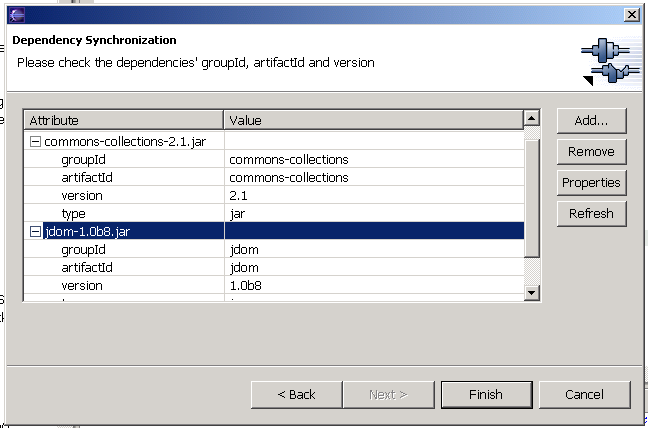 Dependency Synchronization
Please check the dependencies' groupId, artifactId and version
Attribute Value
commons-collections-2.1.jar
groupId commons-collections
artifactId commons-collections
version 2.1
type jar
jdom-1.0b8.jar
groupId jdom
artifactId jdom
version 1.0b8
Add...
Remove
Properties
Refresh
< Back Next > Finish Cancel